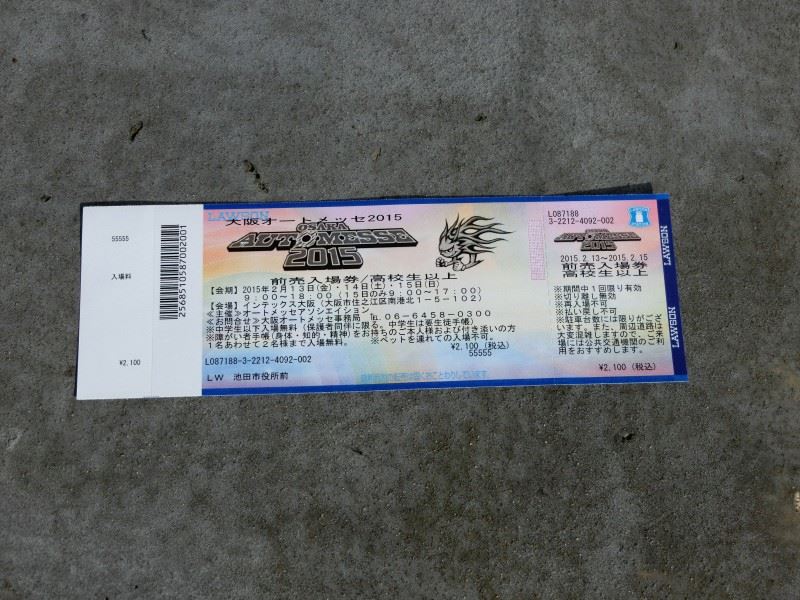 55555
入場料
¥2,100
2568510587002001
LAWSON
大阪オートメッセ2015
OSAKA
AUTOMESSE
2015
前売入場券/高校生以上
[会期]2015年2月13日(金)・14日(土)・15日(日)
9:00~18:00(15日のみ9:00~17:00)
[会場]インテックス大阪(大阪市住之江区南港北1-5-102)
≪主催≫オートメッセアソシエイション
≪お問合せ≫大阪オートメッセ事務局 ℡06-6458-0300
※中学生以下入場無料(保護者同伴に限る、中学生は要生徒手帳)
※障がい者手帳(身体・知的・精神)をお持ちのご本人様および付き添いの方
1名あわせて2名様まで入場無料。 ※ペットを連れての入場不可。
¥2,100(税込)
L087188-3-2212-4092-002
55555
LW 池田市役所前
L087188
3-2212-4092-002
AUTOMESSE
2015
2015.2.13~2015.2.15
前売入場券
高校生以上
※期間中1回限り有効
※切り離し無効
※再入場不可
※払い戻し不可
※駐車台数には限りがござ
います。また、周辺道路は
大変混雑しますので、ご来
場には公共交通機関のご利
用をおすすめします。
¥2,100(税込)
LAWSON
LAWSON